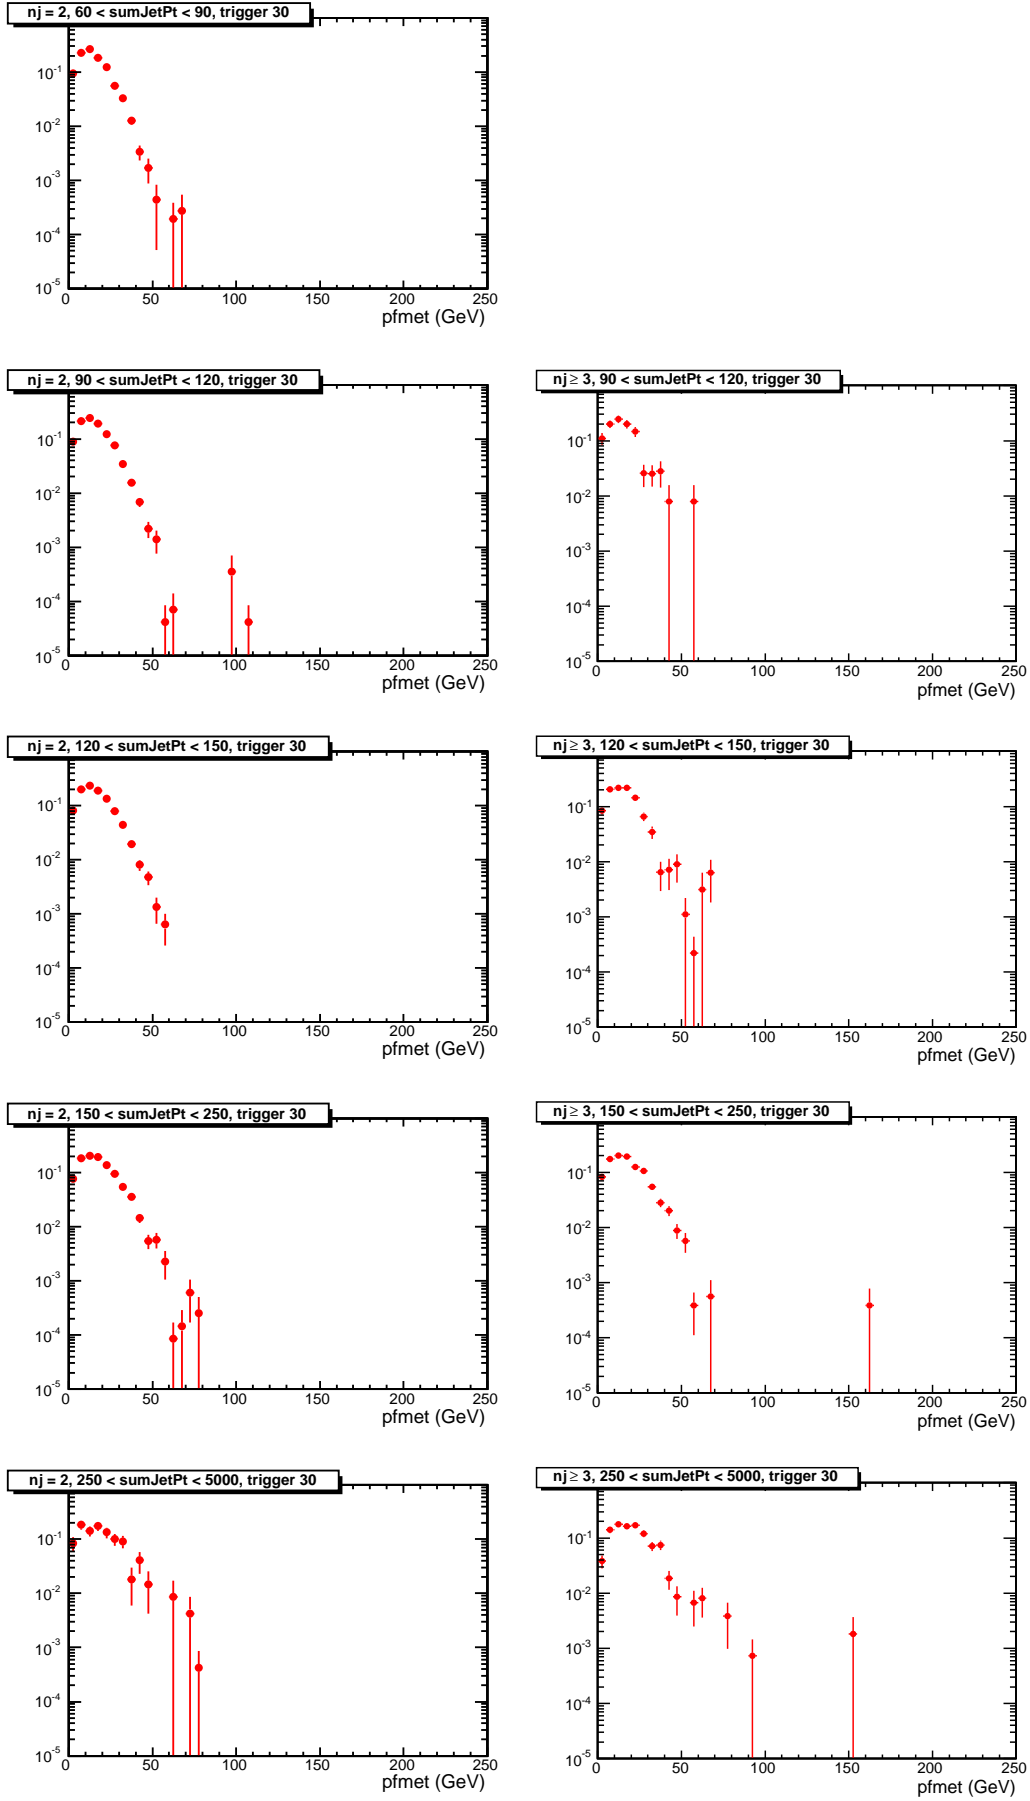 nj = 2, 60 < sumJetPt < 90, trigger 30
10^-1
10^-2
10^-3
10^-4
10^-5
0 50 100 150 200 250
pfmet (GeV)
nj = 2, 90 < sumJetPt < 120, trigger 30
10^-1
10^-2
10^-3
10^-4
10^-5
0 50 100 150 200 250
pfmet (GeV)
nj ≥ 3, 90 < sumJetPt < 120, trigger 30
10^-1
10^-2
10^-3
10^-4
10^-5
0 50 100 150 200 250
pfmet (GeV)
nj = 2, 120 < sumJetPt < 150, trigger 30
10^-1
10^-2
10^-3
10^-4
10^-5
0 50 100 150 200 250
pfmet (GeV)
nj ≥ 3, 120 < sumJetPt < 150, trigger 30
10^-1
10^-2
10^-3
10^-4
10^-5
0 50 100 150 200 250
pfmet (GeV)
nj = 2, 150 < sumJetPt < 250, trigger 30
10^-1
10^-2
10^-3
10^-4
10^-5
0 50 100 150 200 250
pfmet (GeV)
nj ≥ 3, 150 < sumJetPt < 250, trigger 30
10^-1
10^-2
10^-3
10^-4
10^-5
0 50 100 150 200 250
pfmet (GeV)
nj = 2, 250 < sumJetPt < 5000, trigger 30
10^-1
10^-2
10^-3
10^-4
10^-5
0 50 100 150 200 250
pfmet (GeV)
nj ≥ 3, 250 < sumJetPt < 5000, trigger 30
10^-1
10^-2
10^-3
10^-4
10^-5
0 50 100 150 200 250
pfmet (GeV)